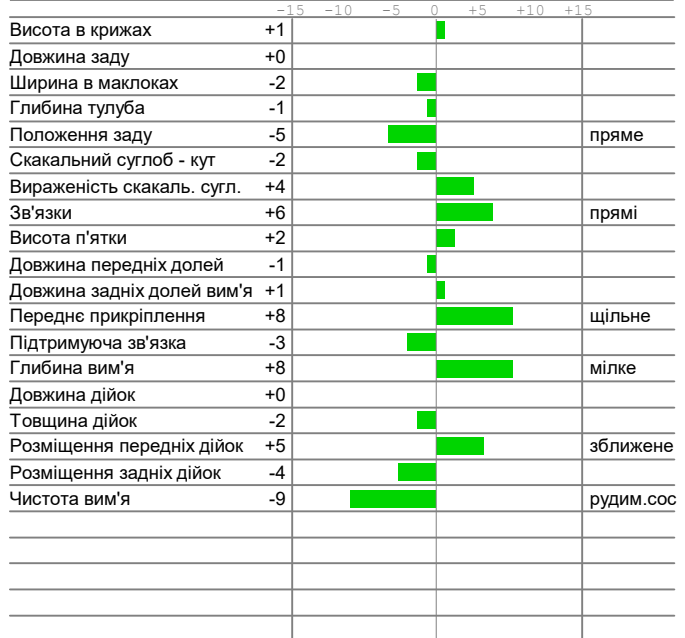 -15 -10 -5 0 +5 +10 +15
Висота в крижах +1
Довжина заду +0
Ширина в маклоках -2
Глибина тулуба -1
Положення заду -5 пряме
Скакальний суглоб - кут -2
Вираженість скакаль. сугл. +4
Зв'язки +6 прямі
Висота п'ятки +2
Довжина передніх долей -1
Довжина задніх долей вим'я +1
Переднє прикріплення +8 щільне
Підтримуюча зв'язка -3
Глибина вим'я +8 мілке
Довжина дійок +0
Товщина дійок -2
Розміщення передніх дійок +5 зближене
Розміщення задніх дійок -4
Чистота вим'я -9 рудим.сос